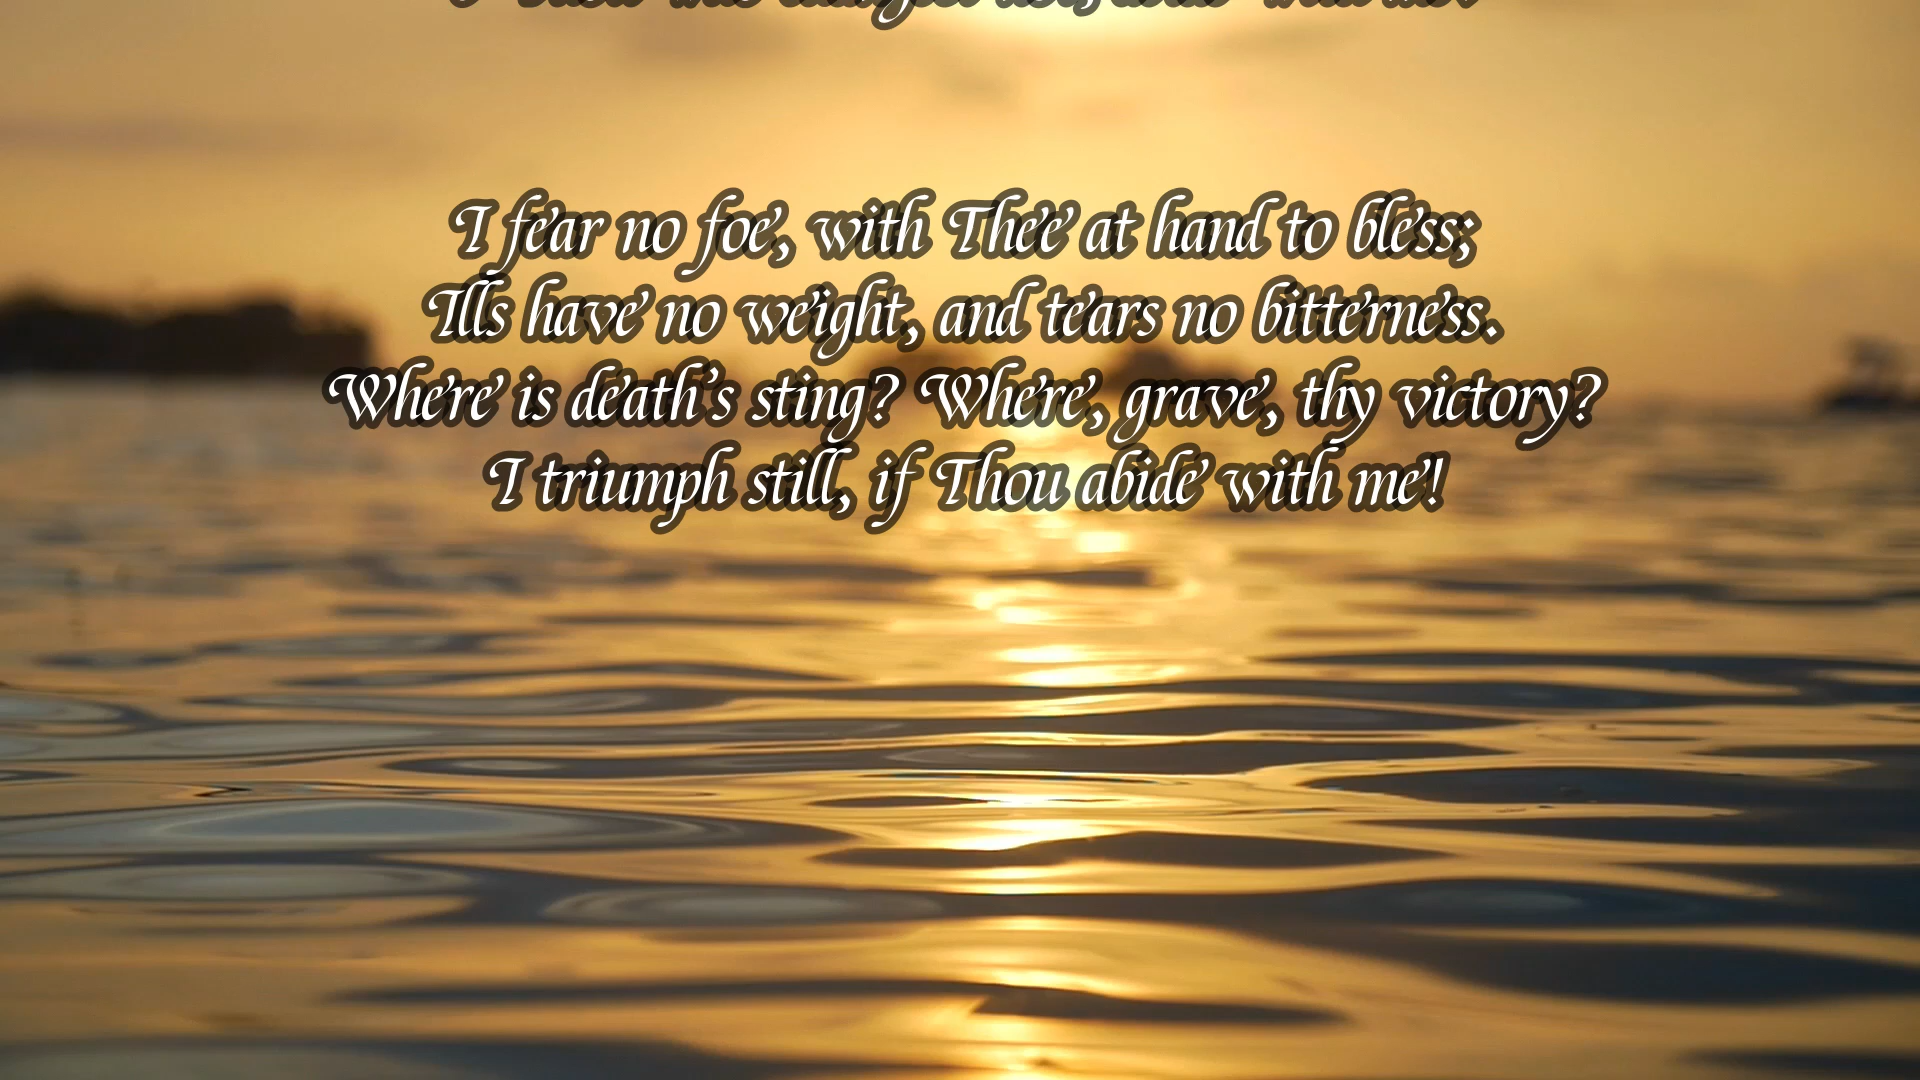 I fear no foe, with Thee at hand to bless;
Ills have no weight, and tears no bitterness.
Where is death's sting? Where, grave, thy victory?
I triumph still, if Thou abide with me!